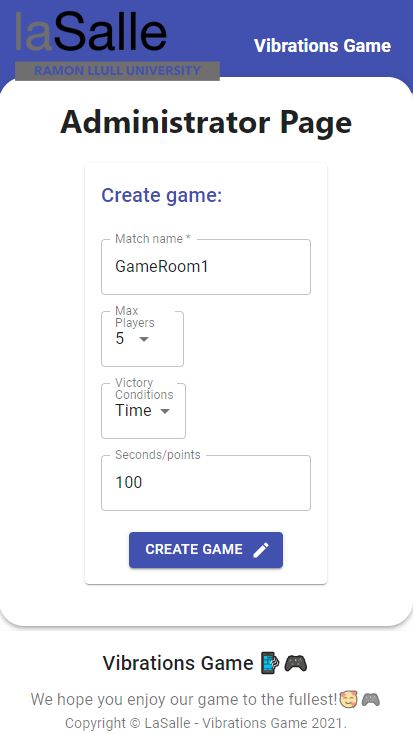 laSalle
RAMON LLULL UNIVERSITY
Vibrations Game
Administrator Page
Create game:
Match name *
GameRoom1
Max
Players
5
Victory
Conditions
Time
Seconds/points
100
CREATE GAME
Vibrations Game 📲🎮
We hope you enjoy our game to the fullest!🥰🎮
Copyright © LaSalle - Vibrations Game 2021.